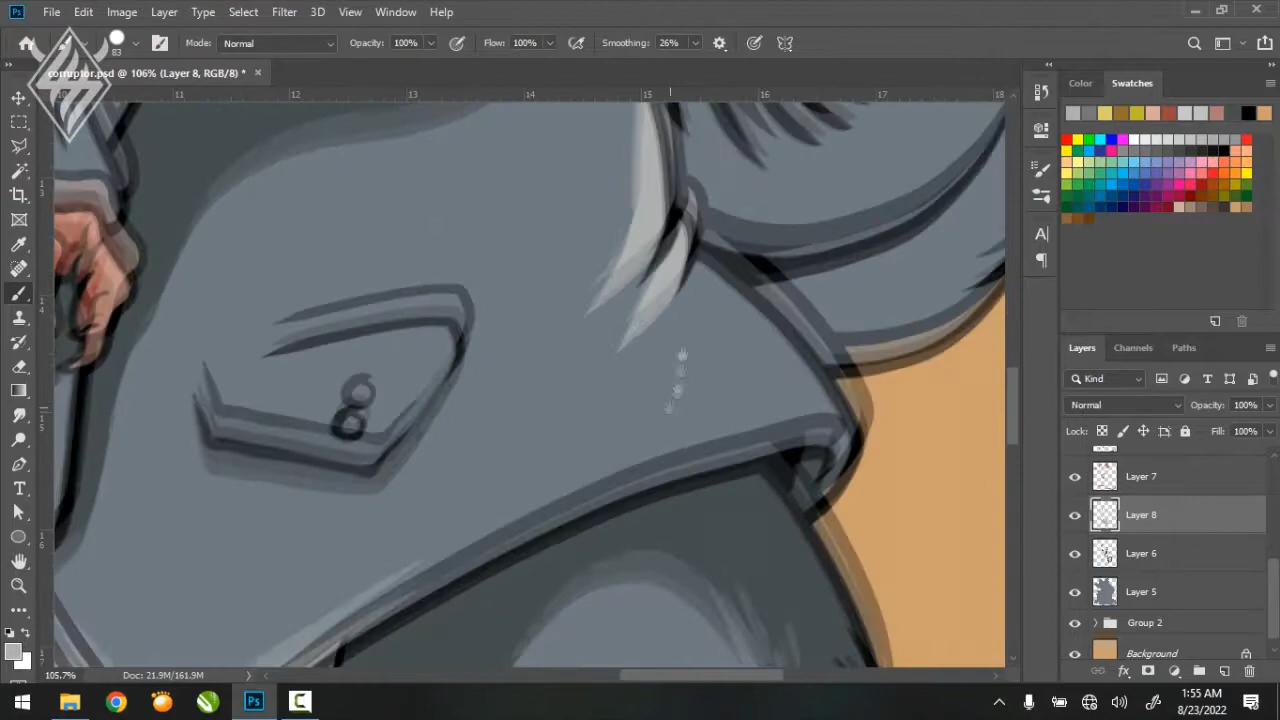 File Edit Image Layer Type Select Filter 3D View Window Help
83 Mode: Normal Opacity: 100% Flow: 100% Smoothing: 26%
corruptor.psd @ 106% (Layer 8, RGB/8) *
11 12 13 14 15 16 17 18
Color Swatches
Layers Channels Paths
Kind
Normal Opacity: 100%
Lock: Fill: 100%
Layer 7
Layer 8
Layer 6
Layer 5
Group 2
Background
105.7% Doc: 21.9M/161.9M
1:55 AM
8/23/2022